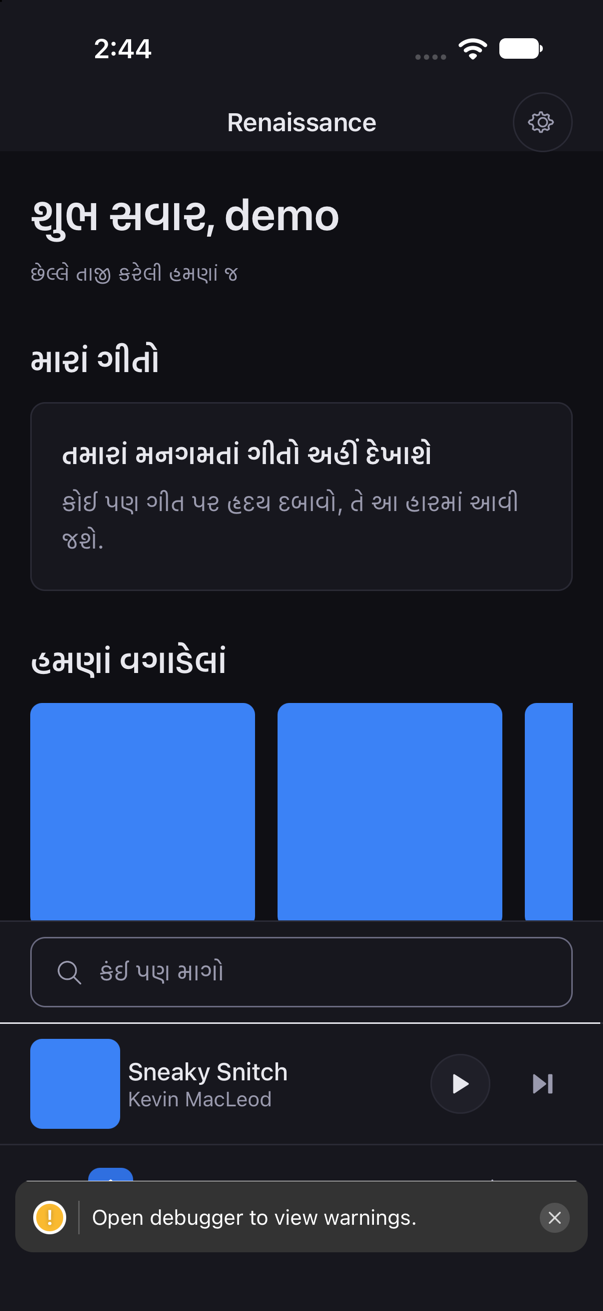 2:44
Renaissance
શુભ સવાર, demo
છેલ્લે તાજી કરેલી હમણાં જ
મારાં ગીતો
તમારાં મનગમતાં ગીતો અહીં દેખાશે
કોઈ પણ ગીત પર હૃદય દબાવો, તે આ હારમાં આવી
જશે.
હમણાં વગાડેલાં
કંઈ પણ માગો
Sneaky Snitch
Kevin MacLeod
Open debugger to view warnings.